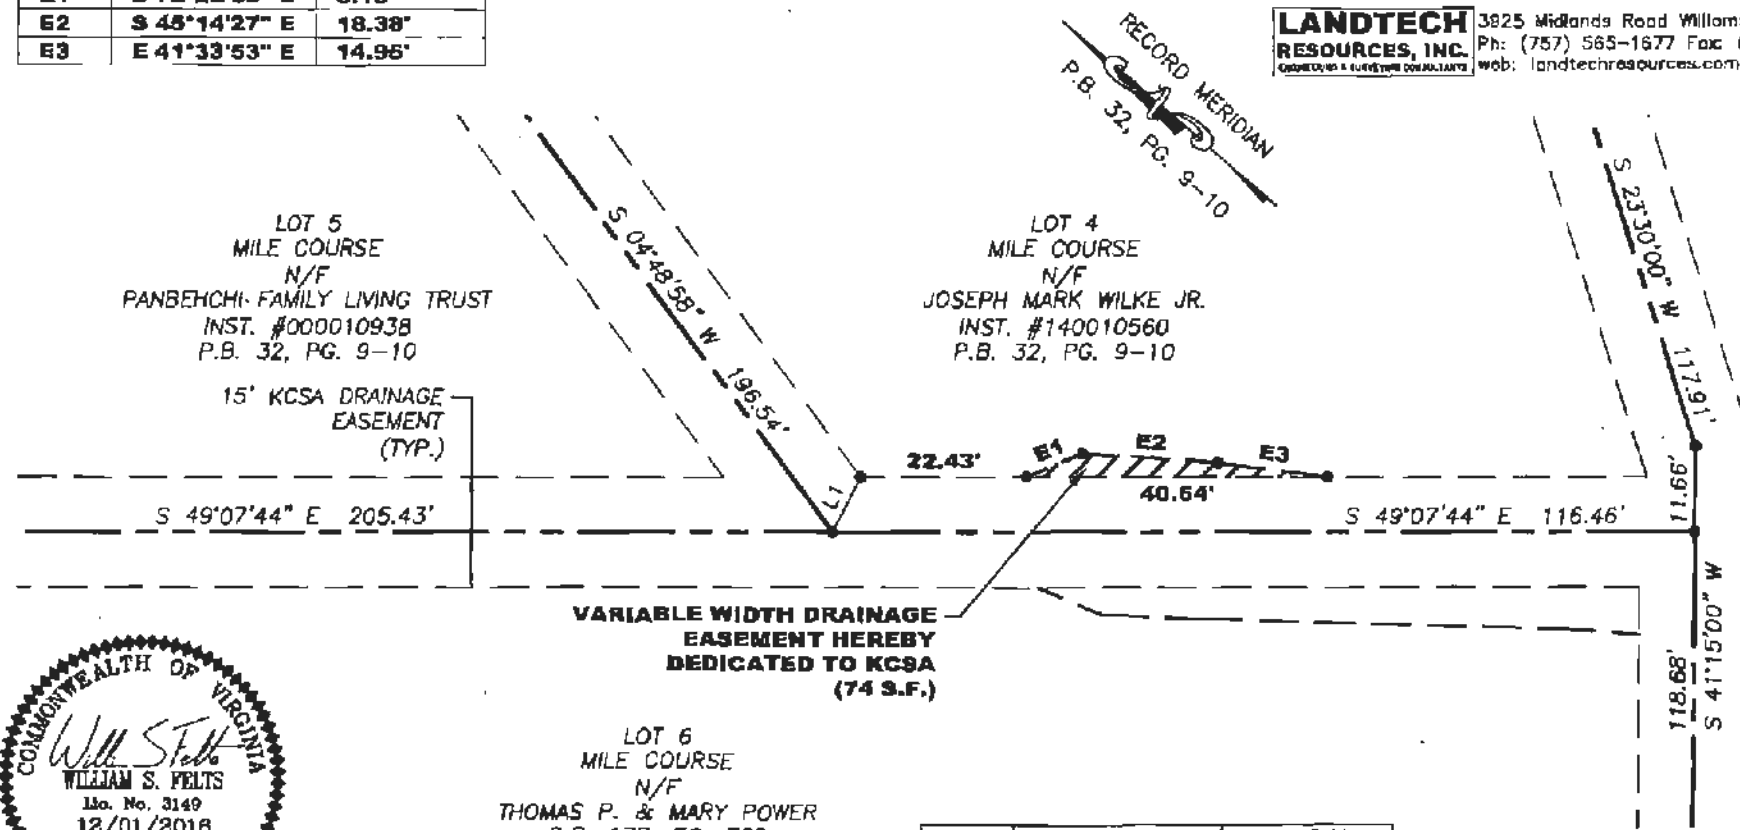 E2 S 45°14'27" E 18.38'
E3 E 41°33'53" E 14.95'
LANDTECH
RESOURCES, INC.
3925 Midlands Road
Ph: (757) 565-1677 Fax:
web: landtechresources.com
RECORD MERIDIAN
P.B. 32, PG. 9-10
LOT 5
MILE COURSE
N/F
PANBEHCHI FAMILY LIVING TRUST
INST. #000010938
P.B. 32, PG. 9-10
15' KCSA DRAINAGE
EASEMENT
(TYP.)
S 04°48'58" W 196.54'
LOT 4
MILE COURSE
N/F
JOSEPH MARK WILKE JR.
INST. #140010560
P.B. 32, PG. 9-10
S 23°30'00" W 117.91'
22.43'
E1
E2
E3
40.64'
L1
11.66'
S 49°07'44" E 205.43'
S 49°07'44" E 116.46'
VARIABLE WIDTH DRAINAGE
EASEMENT HEREBY
DEDICATED TO KCSA
(74 S.F.)
118.68'
S 41°15'00" W
COMMONWEALTH OF VIRGINIA
Will S Felts
WILLIAM S. FELTS
Lic. No. 3149
12/01/2016
LOT 6
MILE COURSE
N/F
THOMAS P. & MARY POWER